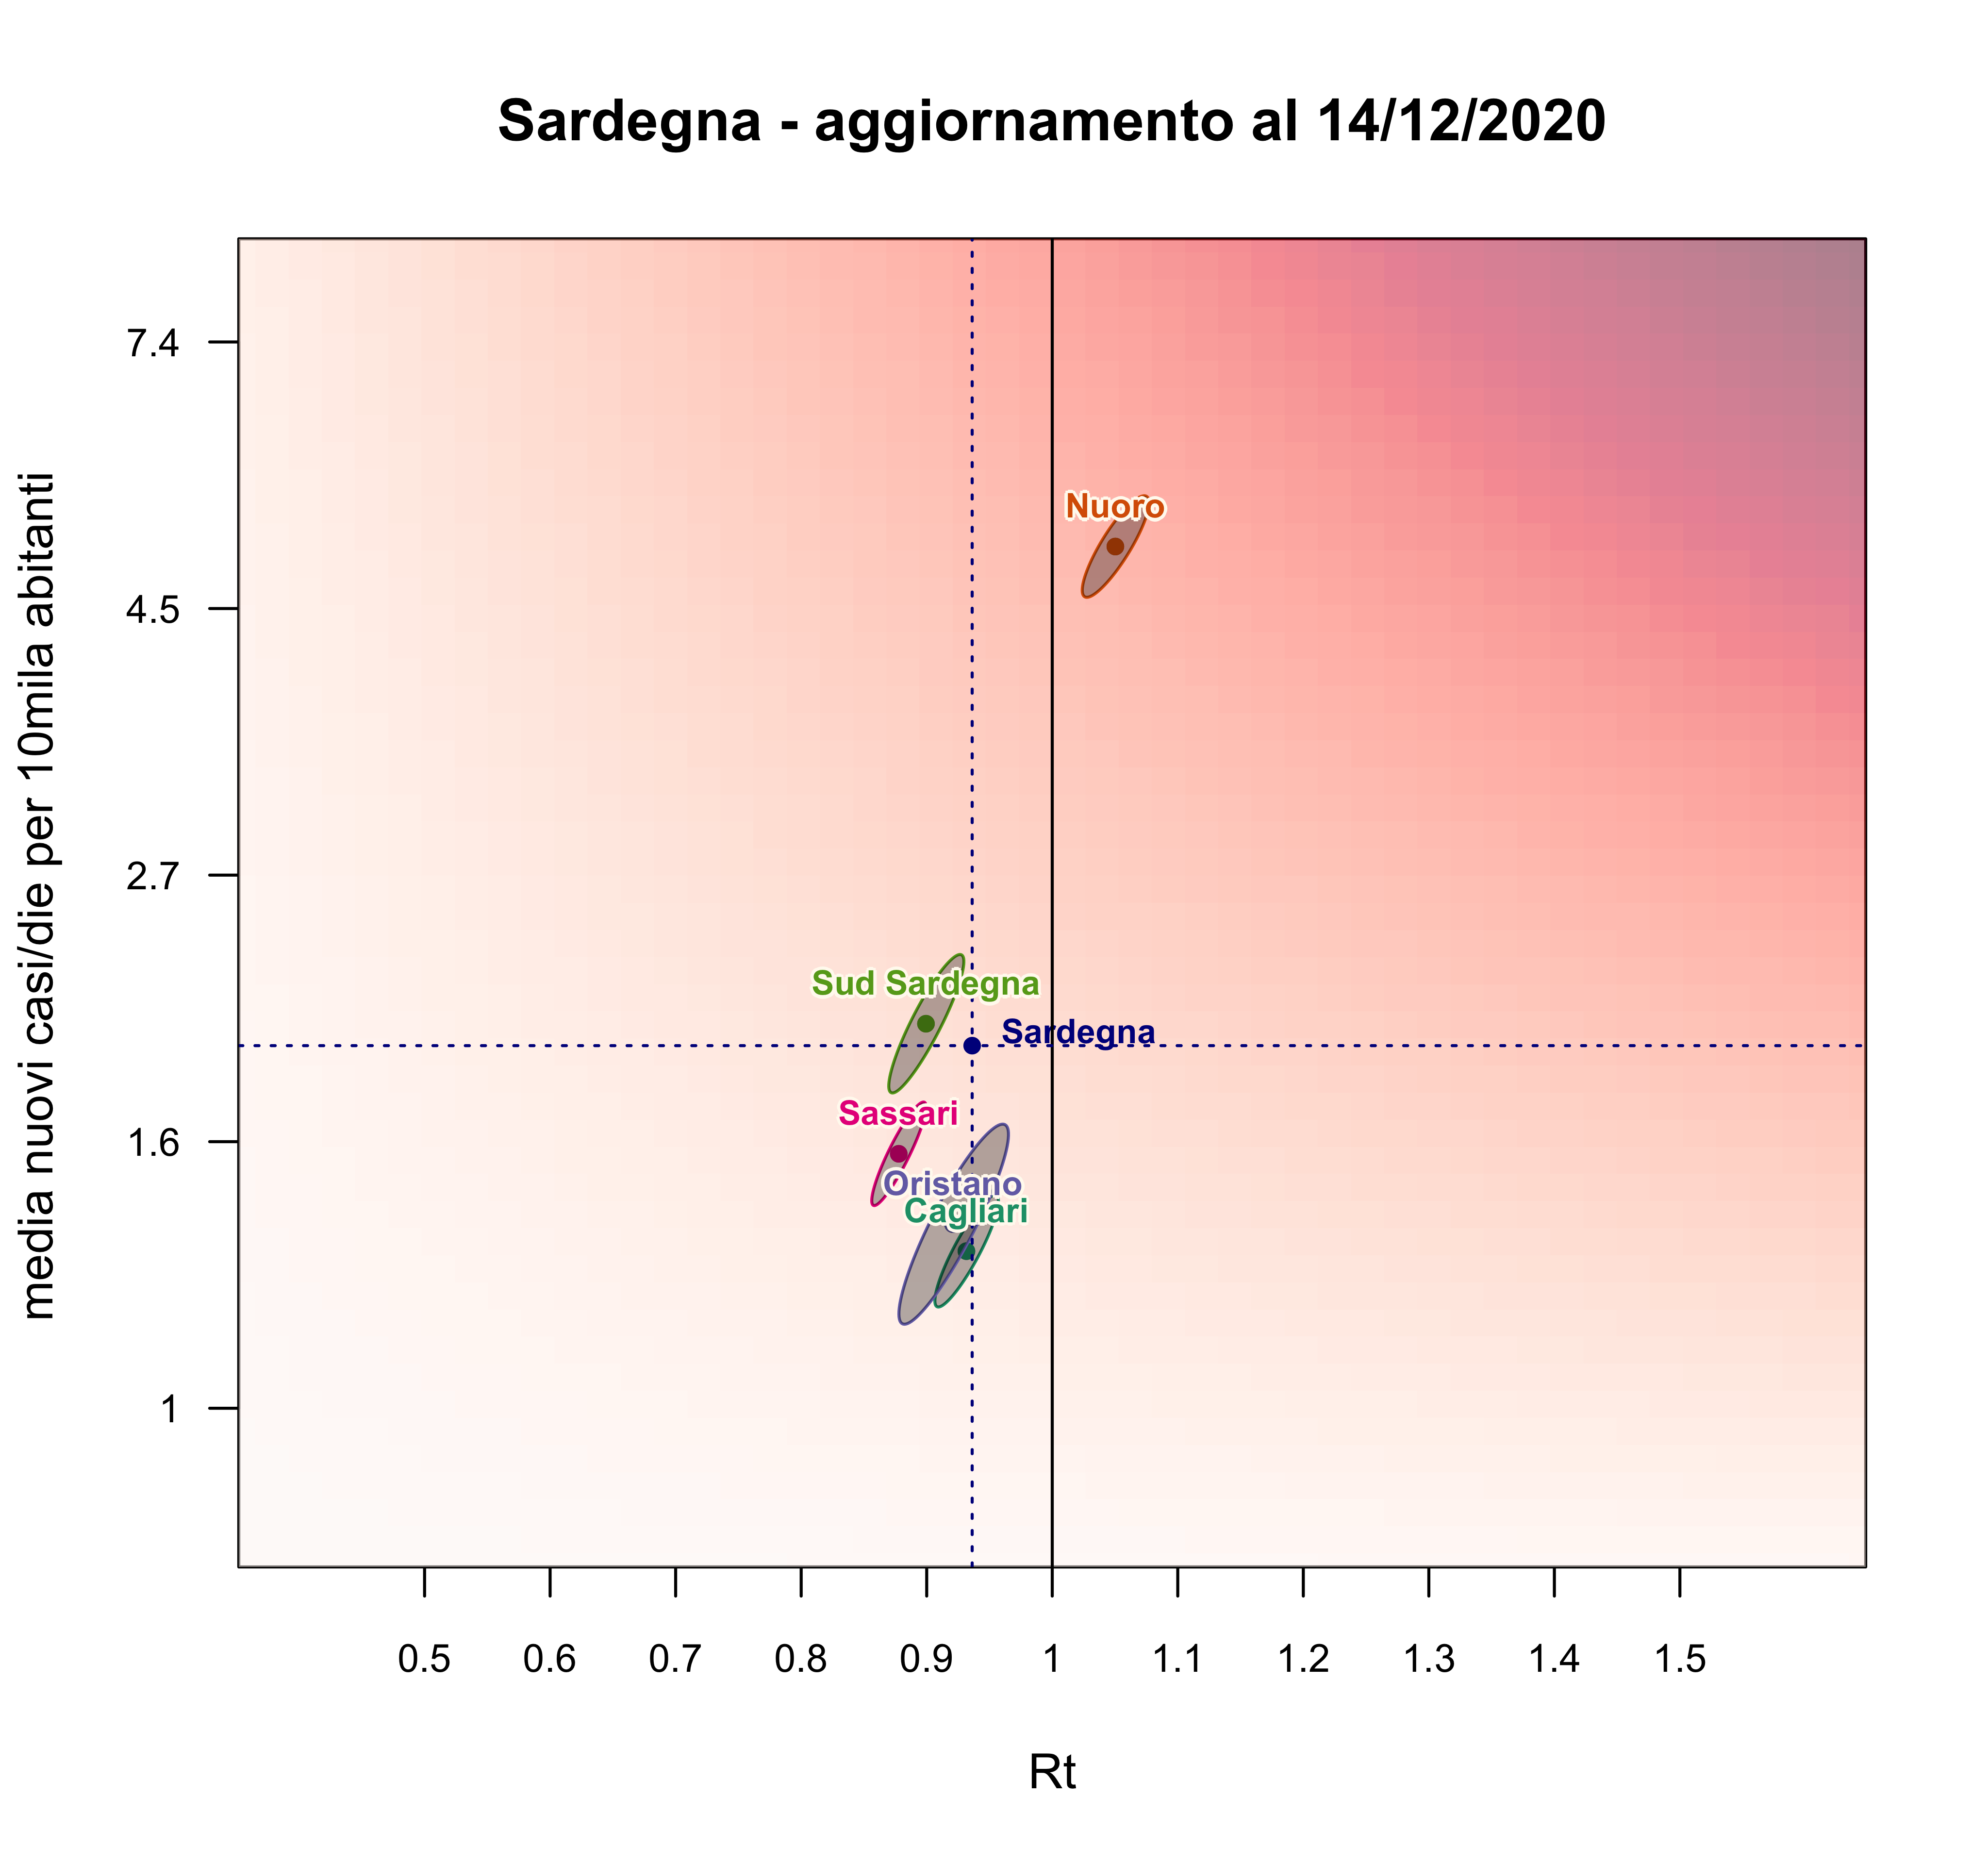 Sardegna - aggiornamento al 14/12/2020
media nuovi casi/die per 10mila abitanti
7.4
4.5
2.7
1.6
1
Nuoro
Sud Sardegna
Sardegna
Sassari
Oristano
Cagliari
0.5 0.6 0.7 0.8 0.9 1 1.1 1.2 1.3 1.4 1.5
Rt